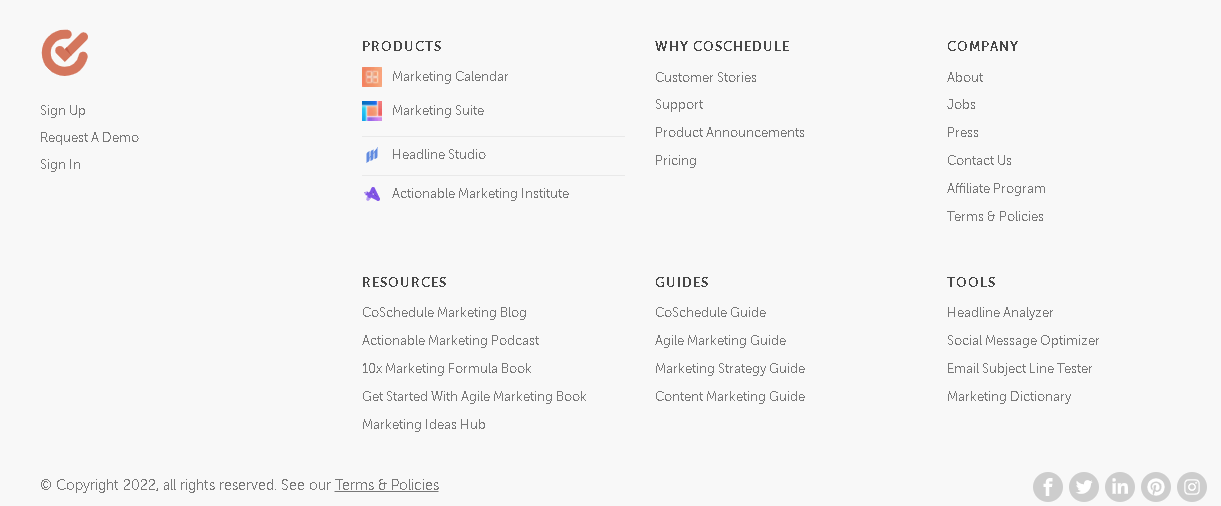 Sign Up
Request A Demo
Sign In
PRODUCTS
Marketing Calendar
Marketing Suite
Headline Studio
Actionable Marketing Institute
WHY COSCHEDULE
Customer Stories
Support
Product Announcements
Pricing
COMPANY
About
Jobs
Press
Contact Us
Affiliate Program
Terms & Policies
RESOURCES
CoSchedule Marketing Blog
Actionable Marketing Podcast
10x Marketing Formula Book
Get Started With Agile Marketing Book
Marketing Ideas Hub
GUIDES
CoSchedule Guide
Agile Marketing Guide
Marketing Strategy Guide
Content Marketing Guide
TOOLS
Headline Analyzer
Social Message Optimizer
Email Subject Line Tester
Marketing Dictionary
© Copyright 2022, all rights reserved. See our Terms & Policies